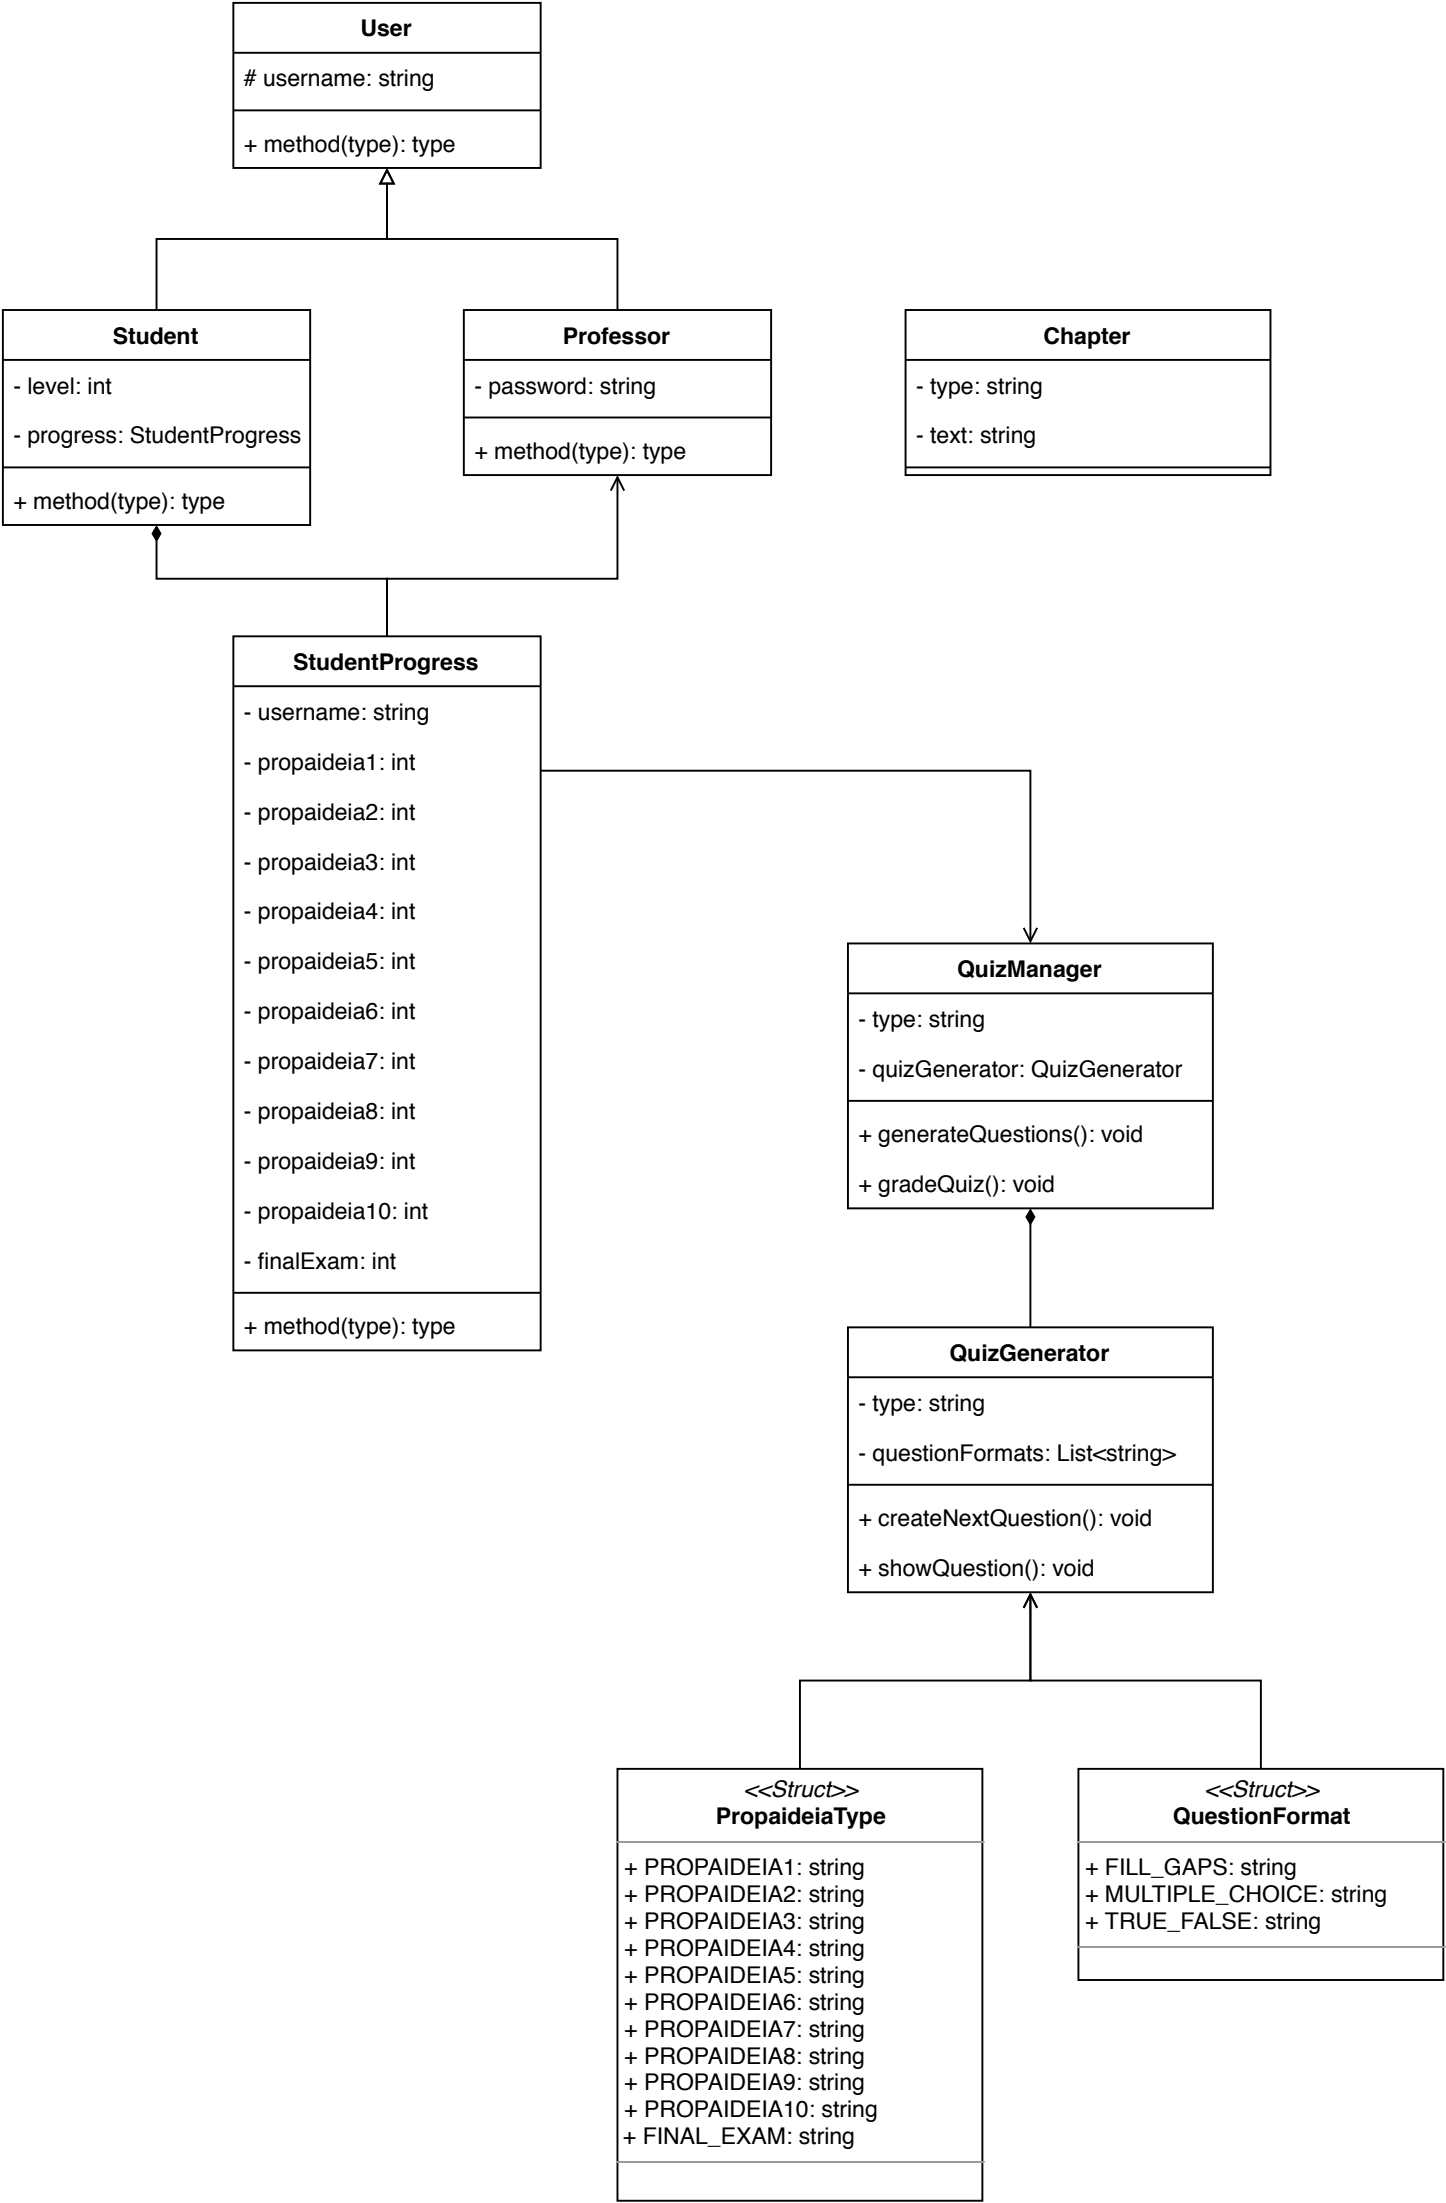 User
# username: string
+ method(type): type
Student
- level: int
- progress: StudentProgress
+ method(type): type
Professor
- password: string
+ method(type): type
Chapter
- type: string
- text: string
StudentProgress
- username: string
- propaideia1: int
- propaideia2: int
- propaideia3: int
- propaideia4: int
- propaideia5: int
- propaideia6: int
- propaideia7: int
- propaideia8: int
- propaideia9: int
- propaideia10: int
- finalExam: int
+ method(type): type
QuizManager
- type: string
- quizGenerator: QuizGenerator
+ generateQuestions(): void
+ gradeQuiz(): void
QuizGenerator
- type: string
- questionFormats: List<string>
+ createNextQuestion(): void
+ showQuestion(): void
<<Struct>>
PropaideiaType
+ PROPAIDEIA1: string
+ PROPAIDEIA2: string
+ PROPAIDEIA3: string
+ PROPAIDEIA4: string
+ PROPAIDEIA5: string
+ PROPAIDEIA6: string
+ PROPAIDEIA7: string
+ PROPAIDEIA8: string
+ PROPAIDEIA9: string
+ PROPAIDEIA10: string
+ FINAL_EXAM: string
<<Struct>>
QuestionFormat
+ FILL_GAPS: string
+ MULTIPLE_CHOICE: string
+ TRUE_FALSE: string